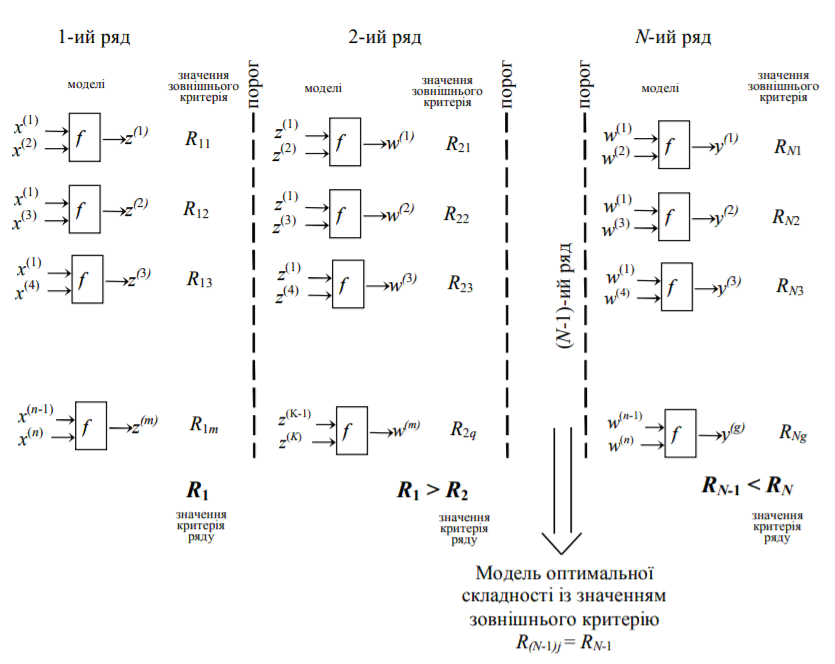 1-ий ряд 2-ий ряд N-ий ряд
моделі значення зовнішнього критерія порог моделі значення зовнішнього критерія порог порог моделі значення зовнішнього критерія
x(1) x(2) f z(1) R11 z(1) z(2) f w(1) R21 w(1) w(2) f y(1) RN1
x(1) x(3) f z(2) R12 z(1) z(3) f w(2) R22 w(1) w(3) f y(2) RN2
x(1) x(4) f z(3) R13 z(1) z(4) f w(3) R23 (N-1)-ий ряд w(1) w(4) f y(3) RN3
x(n-1) x(n) f z(m) R1m z(K-1) z(K) f w(m) R2q w(n-1) w(n) f y(g) RNg
R1 R1 > R2 RN-1 < RN
значення критерія ряду значення критерія ряду значення критерія ряду
Модель оптимальної
складності із значенням
зовнішнього критерію
R(N-1)j = RN-1